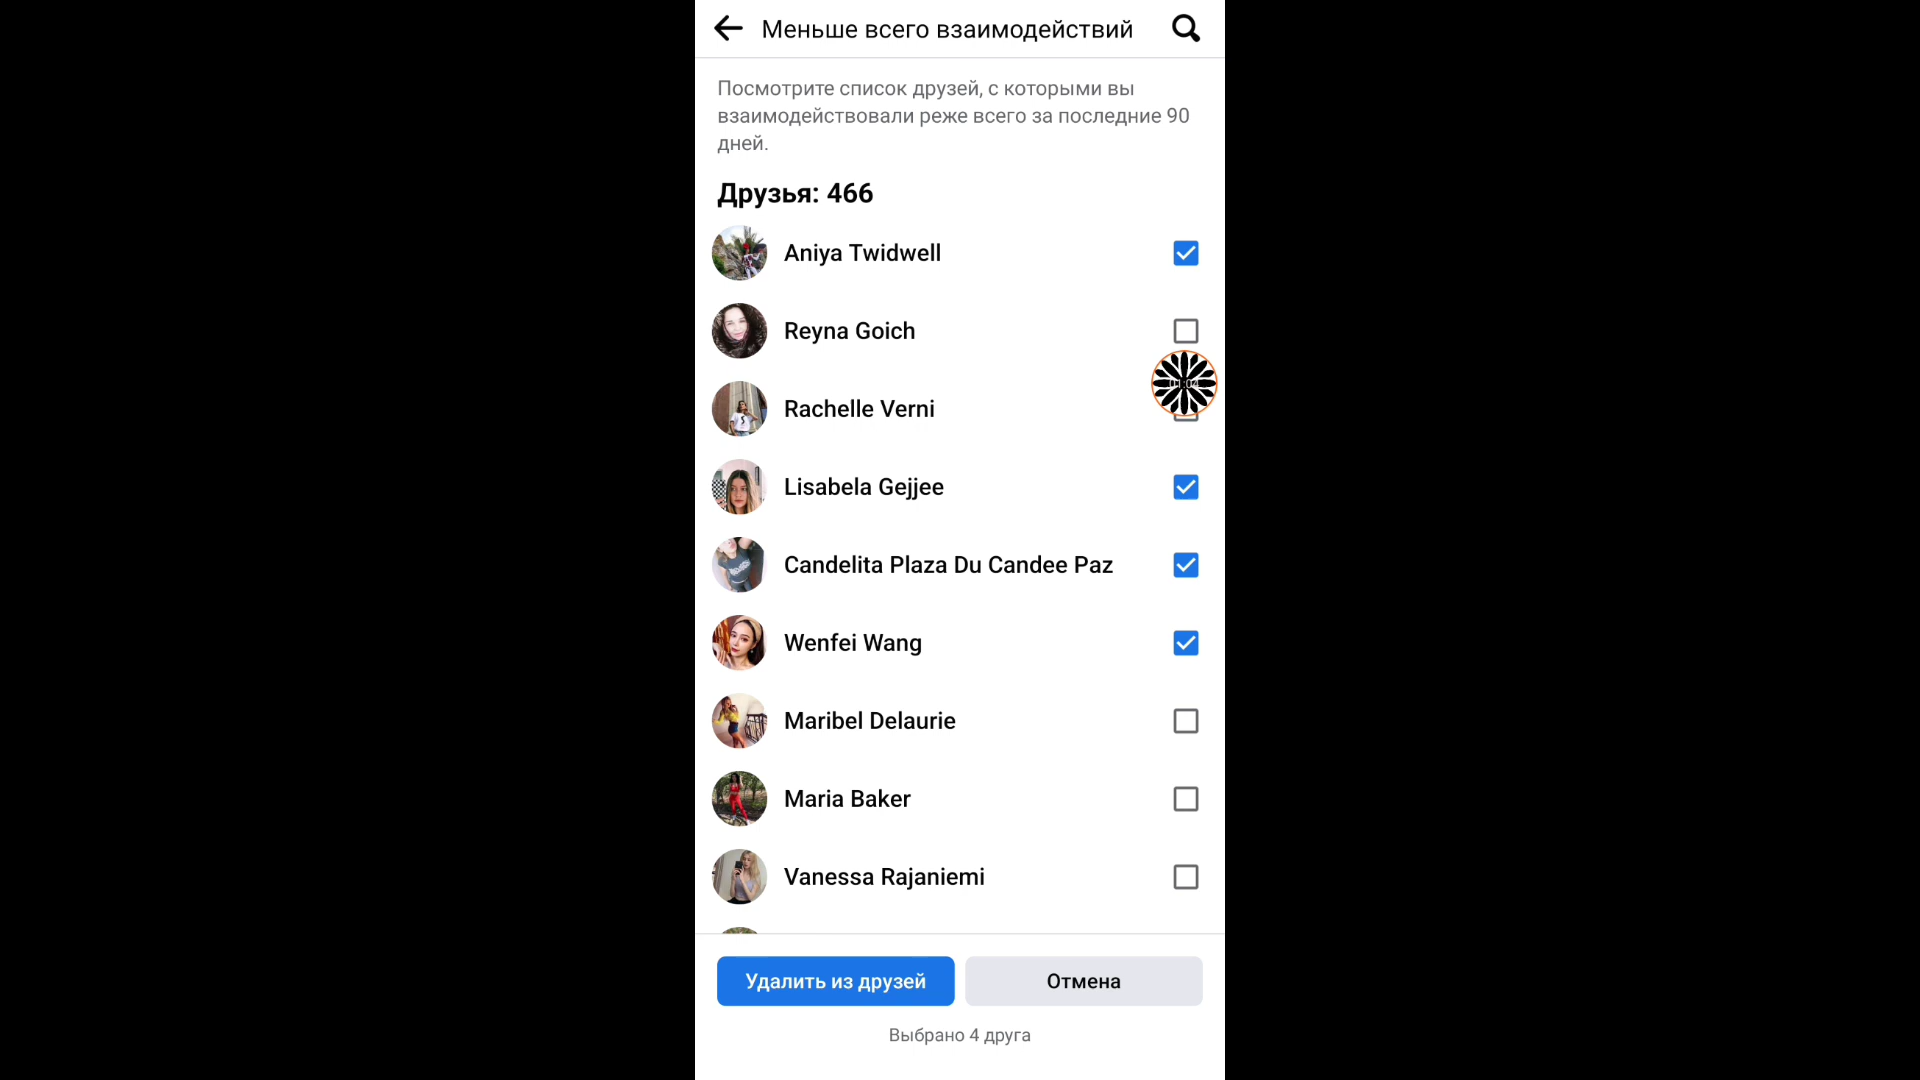 Меньше всего взаимодействий
Посмотрите список друзей, с которыми вы
взаимодействовали реже всего за последние 90
дней.
Друзья: 466
Aniya Twidwell
Reyna Goich
Rachelle Verni
Lisabela Gejjee
Candelita Plaza Du Candee Paz
Wenfei Wang
Maribel Delaurie
Maria Baker
Vanessa Rajaniemi
Удалить из друзей
Отмена
Выбрано 4 друга